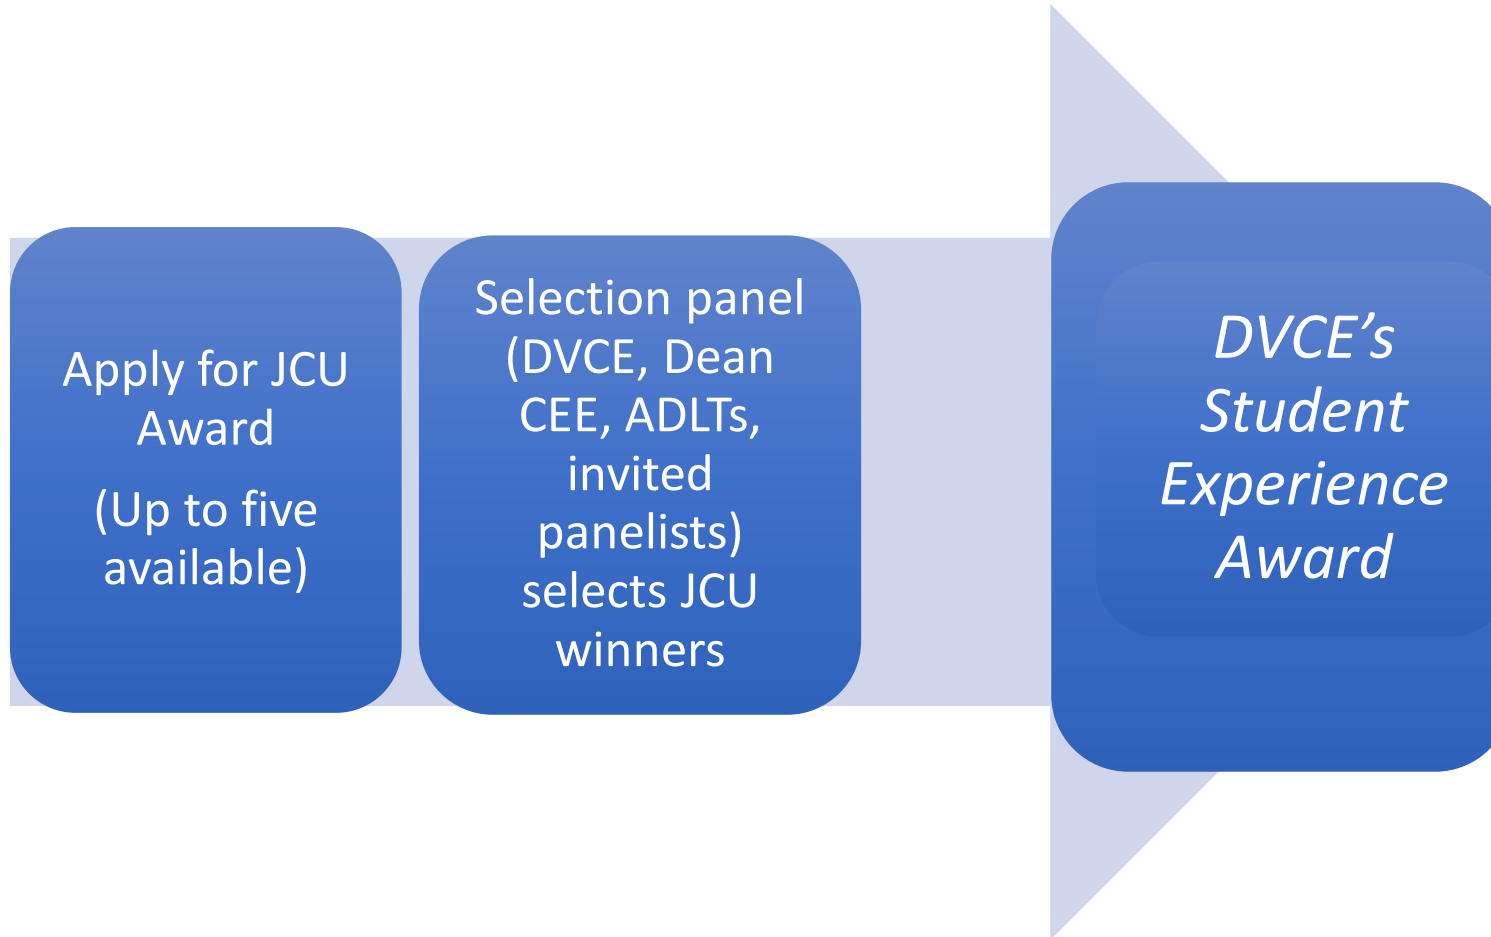 Apply for JCU
Award
(Up to five
available)
Selection panel
(DVCE, Dean
CEE, ADLTs,
invited
panelists)
selects JCU
winners
DVCE’s
Student
Experience
Award